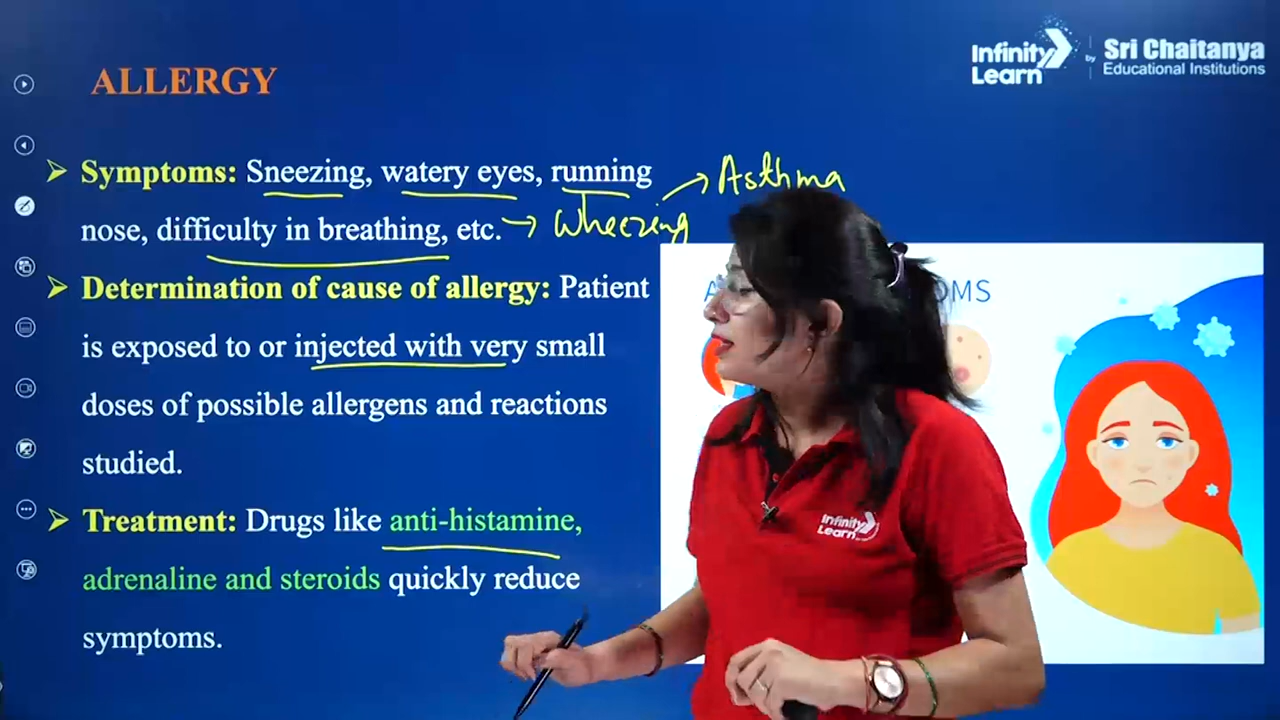 Infinity Learn
by
Sri Chaitanya
Educational Institutions
ALLERGY
Symptoms: Sneezing, watery eyes, running
→ Asthma
nose, difficulty in breathing, etc. → Wheezing
Determination of cause of allergy: Patient
is exposed to or injected with very small
doses of possible allergens and reactions
studied.
Treatment: Drugs like anti-histamine,
adrenaline and steroids quickly reduce
symptoms.
Infinity
Learn